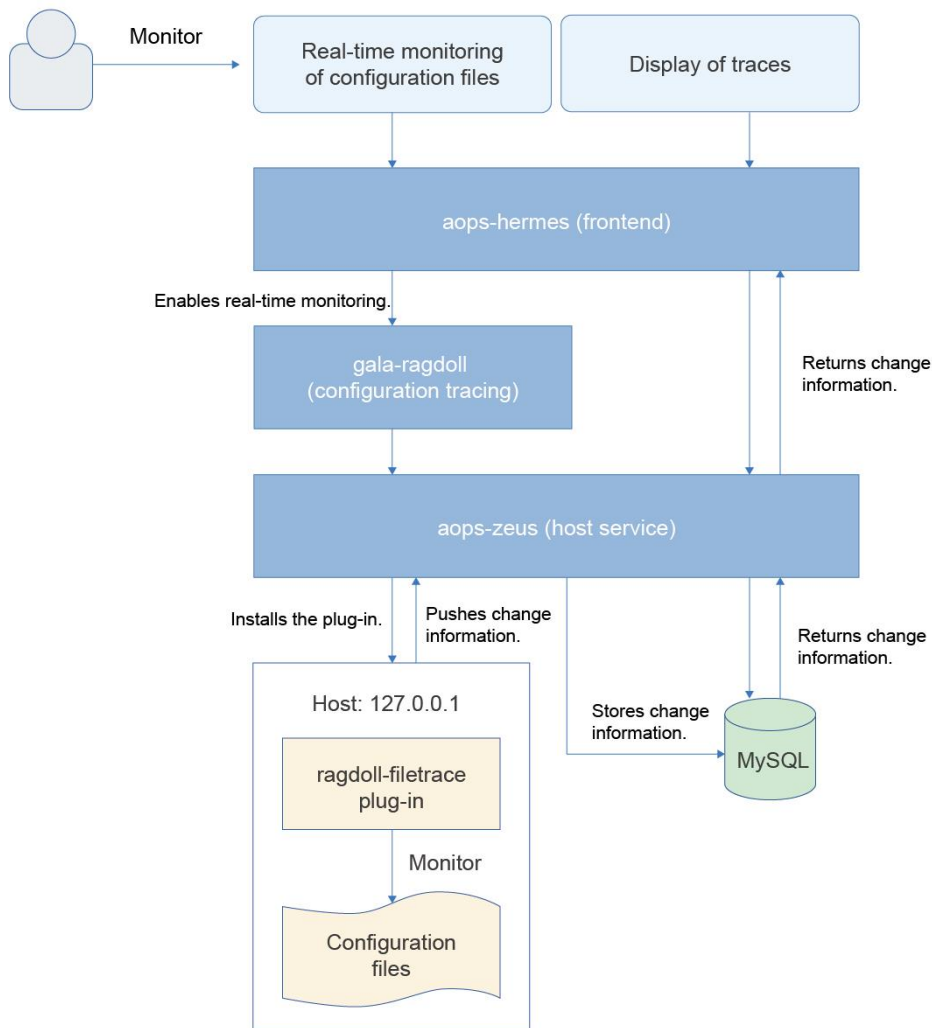 Monitor
Real-time monitoring
of configuration files
Display of traces
aops-hermes (frontend)
Enables real-time monitoring.
gala-ragdoll
(configuration tracing)
Returns change
information.
aops-zeus (host service)
Installs the plug-in.
Pushes change
information.
Returns change
information.
Host: 127.0.0.1
Stores change
information.
MySQL
ragdoll-filetrace
plug-in
Monitor
Configuration
files